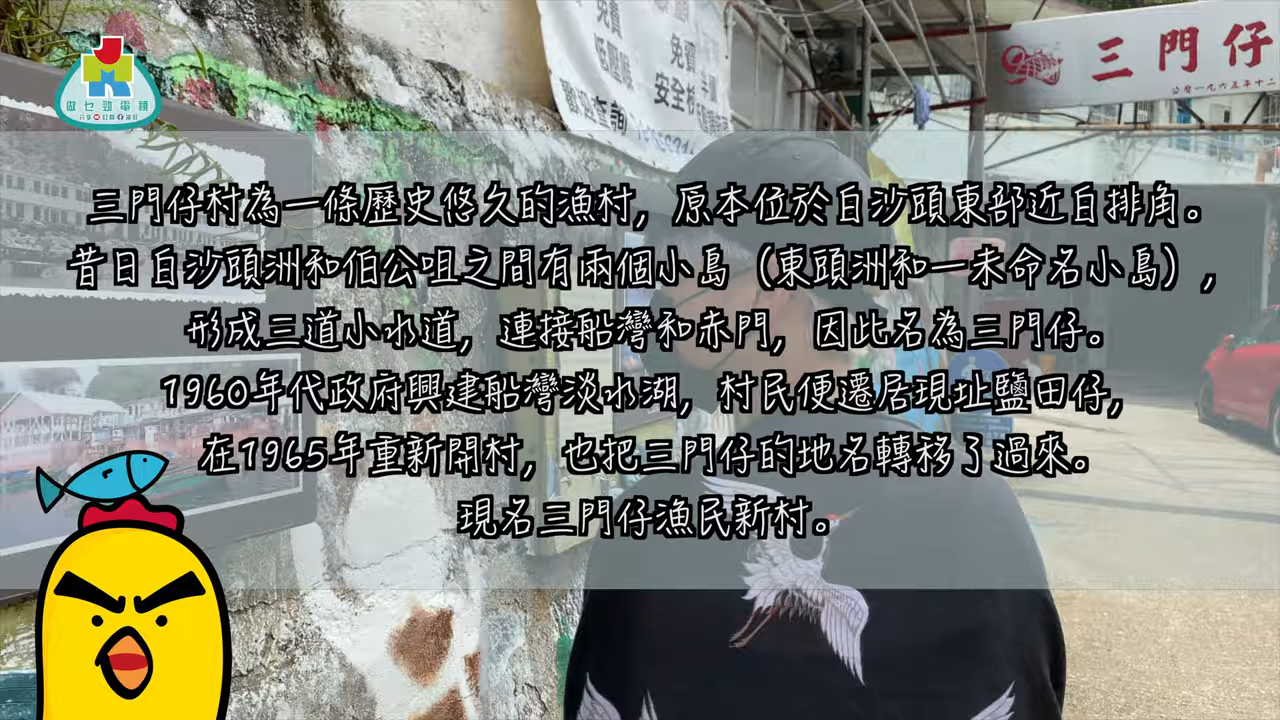 做乜勁電視
免費
低壓
查詢
免費
安全
三門仔
三門仔村為一條歷史悠久的漁村，原本位於白沙頭東部近白排角。
昔日白沙頭洲和伯公咀之間有兩個小島（東頭洲和一未命名小島），
形成三道小水道，連接船灣和赤門，因此名為三門仔。
1960年代政府興建船灣淡水湖，村民便遷居現址鹽田仔，
在1965年重新開村，也把三門仔的地名轉移了過來。
現名三門仔漁民新村。